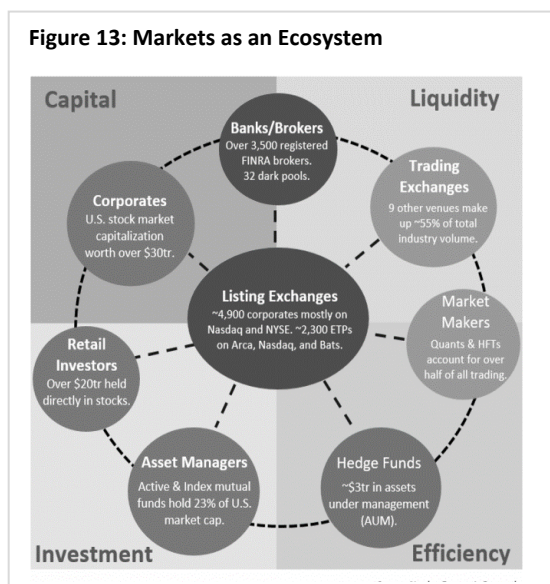 Figure 13: Markets as an Ecosystem
Capital
Liquidity
Banks/Brokers
Over 3,500 registered
FINRA brokers.
32 dark pools.
Corporates
U.S. stock market
capitalization
worth over $30tr.
Trading
Exchanges
9 other venues make
up ~55% of total
industry volume.
Listing Exchanges
~4,900 corporates mostly on
Nasdaq and NYSE. ~2,300 ETPs
on Arca, Nasdaq, and Bats.
Market
Makers
Quants & HFTs
account for over
half of all trading.
Retail
Investors
Over $20tr held
directly in stocks.
Asset Managers
Active & Index mutual
funds hold 23% of U.S.
market cap.
Hedge Funds
~$3tr in assets
under management
(AUM).
Investment
Efficiency